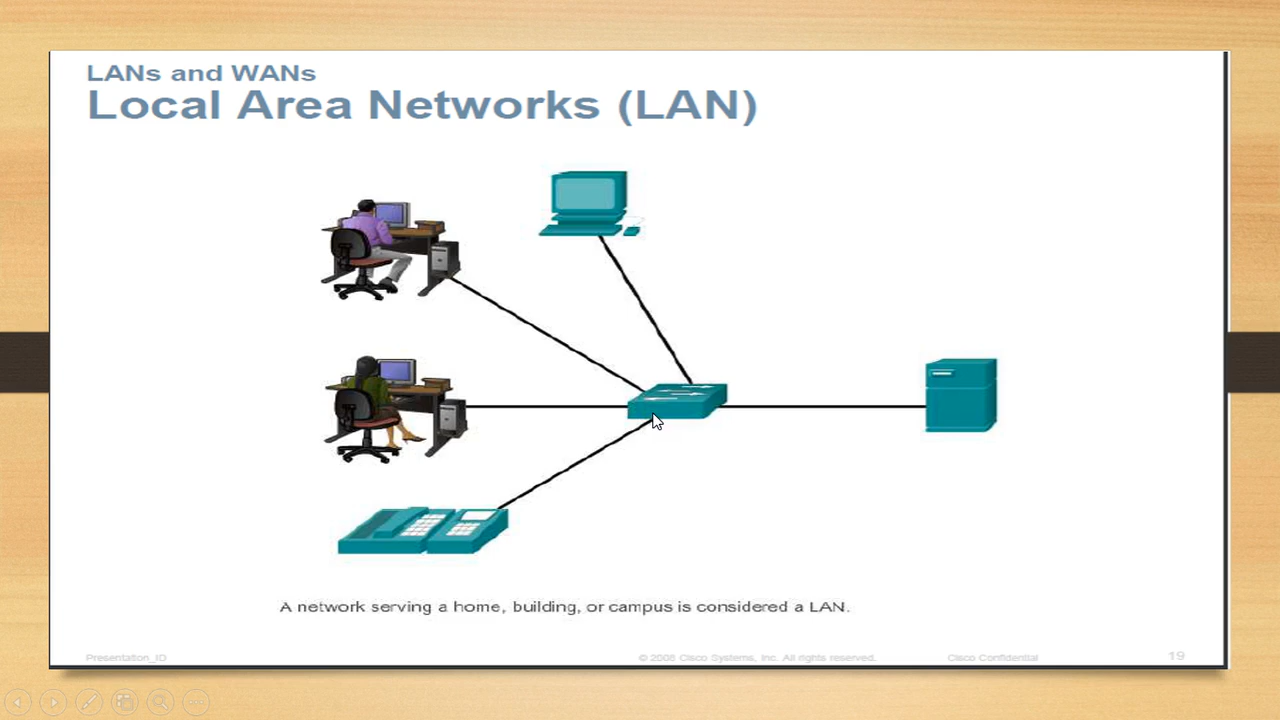 LANs and WANs
Local Area Networks (LAN)
A network serving a home, building, or campus is considered a LAN.
Presentation_ID
© 2008 Cisco Systems, Inc. All rights reserved.
Cisco Confidential
19